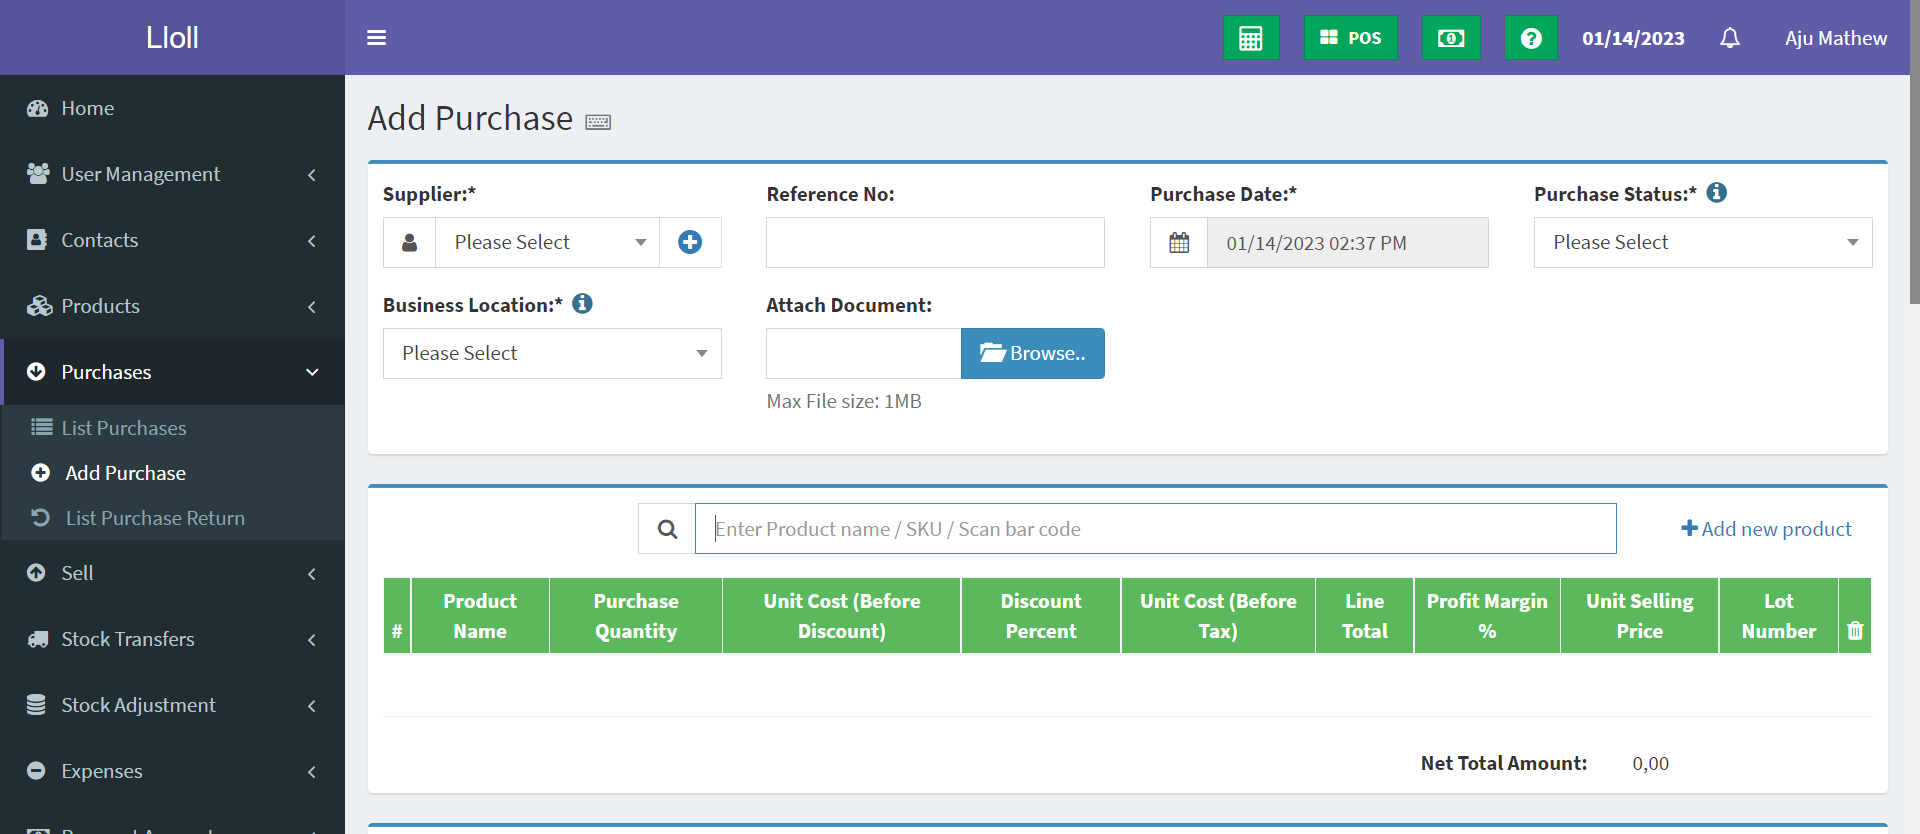 Lloll
POS
01/14/2023
Aju Mathew
Home
User Management
Contacts
Products
Purchases
List Purchases
Add Purchase
List Purchase Return
Sell
Stock Transfers
Stock Adjustment
Expenses
Add Purchase
Supplier:*
Please Select
Reference No:
Purchase Date:*
01/14/2023 02:37 PM
Purchase Status:*
Please Select
Business Location:*
Please Select
Attach Document:
Browse..
Max File size: 1MB
Enter Product name / SKU / Scan bar code
Add new product
#
Product
Name
Purchase
Quantity
Unit Cost (Before
Discount)
Discount
Percent
Unit Cost (Before
Tax)
Line
Total
Profit Margin
%
Unit Selling
Price
Lot
Number
Net Total Amount: 0,00